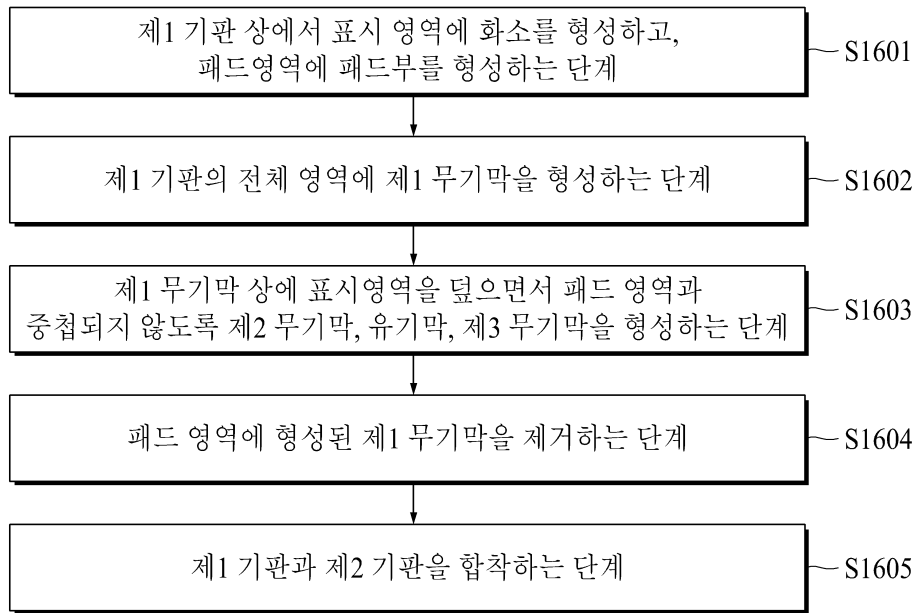 제1 기판 상에서 표시 영역에 화소를 형성하고,
패드영역에 패드부를 형성하는 단계
S1601
제1 기판의 전체 영역에 제1 무기막을 형성하는 단계
S1602
제1 무기막 상에 표시영역을 덮으면서 패드 영역과
중첩되지 않도록 제2 무기막, 유기막, 제3 무기막을 형성하는 단계
S1603
패드 영역에 형성된 제1 무기막을 제거하는 단계
S1604
제1 기판과 제2 기판을 합착하는 단계
S1605